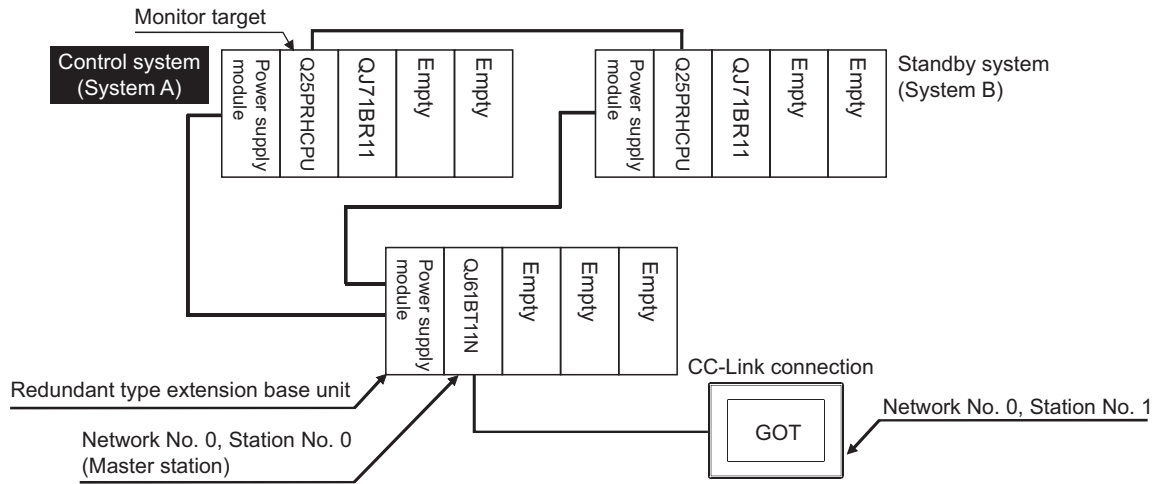 Monitor target
Control system
(System A)
Power supply
module
Q25PRHCPU
QJ71BR11
Empty
Empty
Power supply
module
Q25PRHCPU
QJ71BR11
Empty
Empty
Standby system
(System B)
Power supply
module
QJ61BT11N
Empty
Empty
Empty
CC-Link connection
Redundant type extension base unit
GOT
Network No. 0, Station No. 1
Network No. 0, Station No. 0
(Master station)